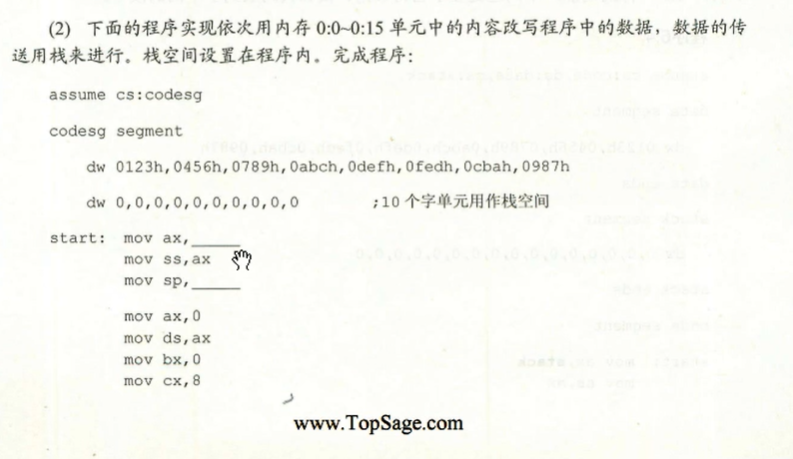 (2) 下面的程序实现依次用内存 0:0~0:15 单元中的内容改写程序中的数据，数据的传
送用栈来进行。栈空间设置在程序内。完成程序：
assume cs:codesg
codesg segment
dw 0123h,0456h,0789h,0abch,0defh,0fedh,0cbah,0987h
dw 0,0,0,0,0,0,0,0,0,0 ;10 个字单元用作栈空间
start: mov ax,_____
mov ss,ax
mov sp,_____
mov ax,0
mov ds,ax
mov bx,0
mov cx,8
www.TopSage.com